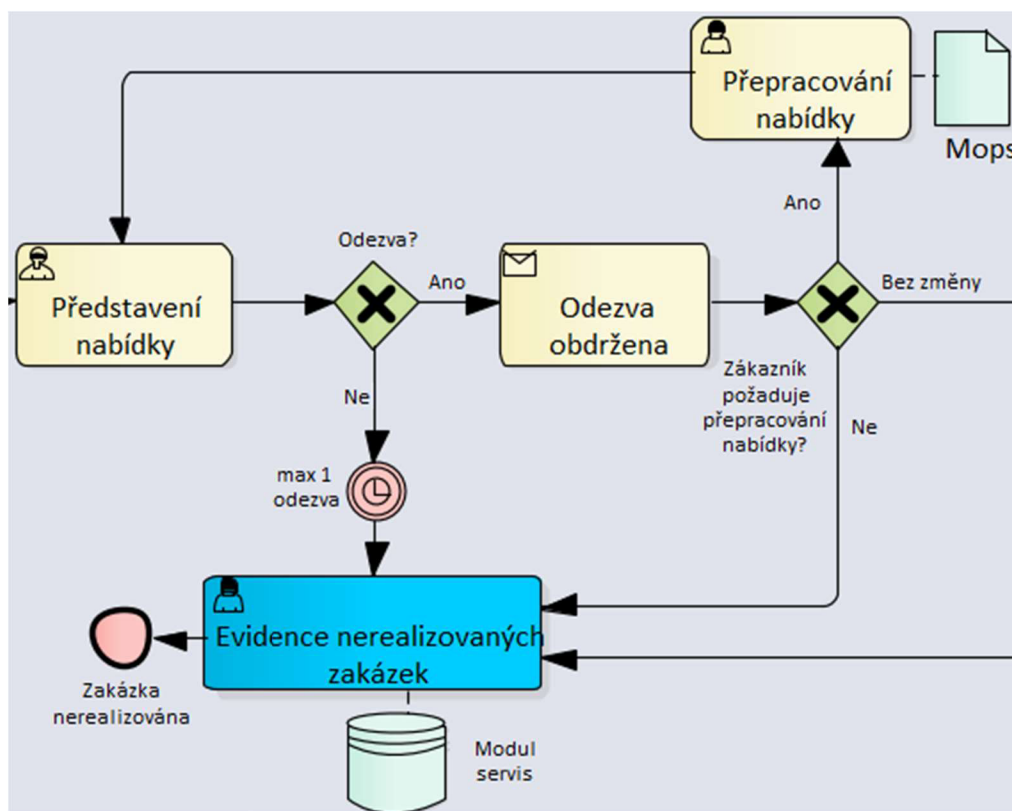 Přepracování
nabídky
Mops
Ano
Odezva?
Představení
nabídky
Ano
Odezva
obdržena
Bez změny
Zákazník
požaduje
přepracování
nabídky?
Ne
Ne
max 1
odezva
Evidence nerealizovaných
zakázek
Zakázka
nerealizována
Modul
servis